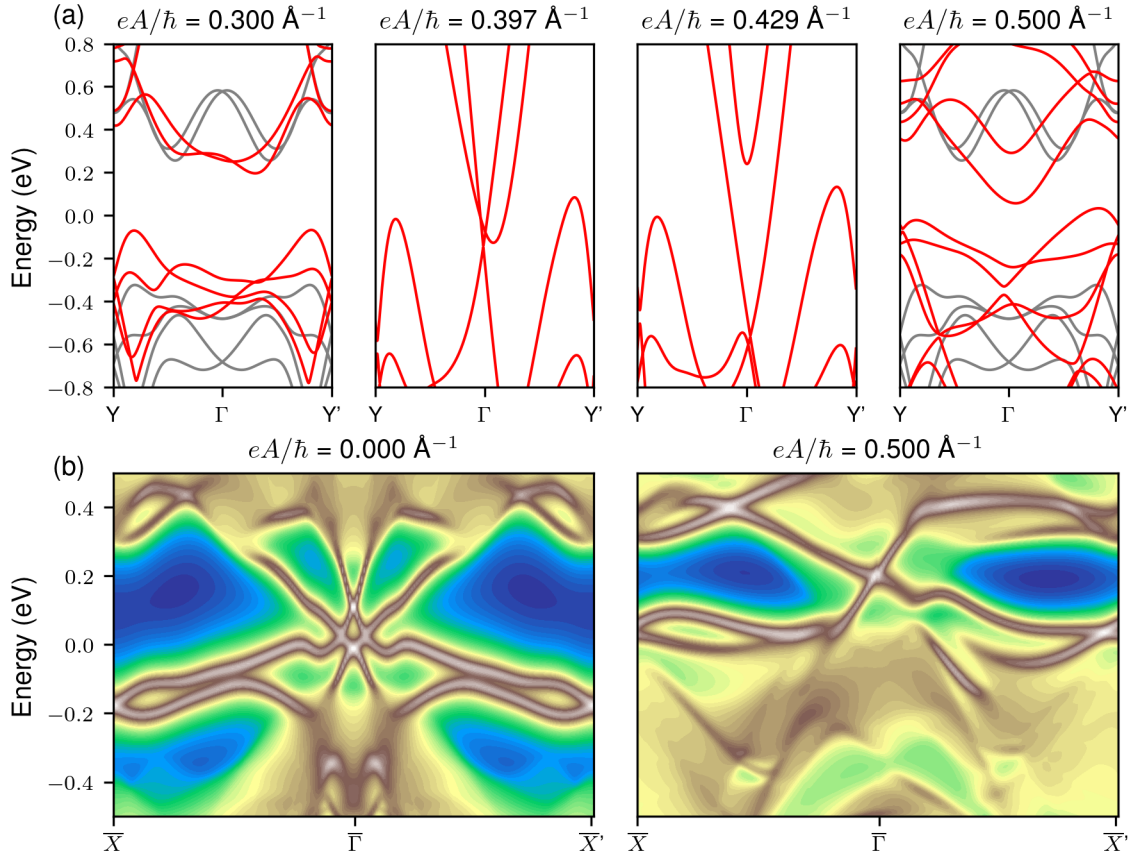 (a)
eA/ħ = 0.300 Å⁻¹
eA/ħ = 0.397 Å⁻¹
eA/ħ = 0.429 Å⁻¹
eA/ħ = 0.500 Å⁻¹
Energy (eV)
0.8
0.6
0.4
0.2
0.0
−0.2
−0.4
−0.6
−0.8
Y Γ Y'
Y Γ Y'
Y Γ Y'
Y Γ Y'
(b)
eA/ħ = 0.000 Å⁻¹
eA/ħ = 0.500 Å⁻¹
Energy (eV)
0.4
0.2
0.0
−0.2
−0.4
X̅ Γ̅ X̅'
X̅ Γ̅ X̅'